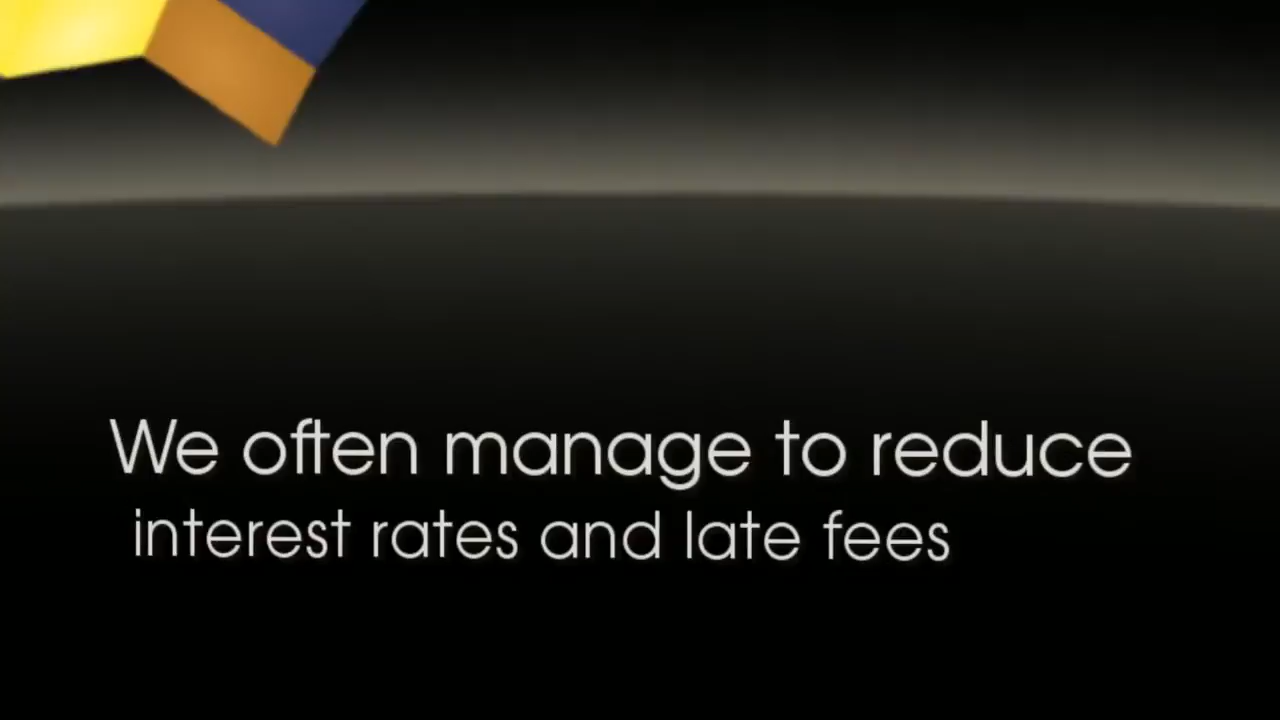 We often manage to reduce
interest rates and late fees